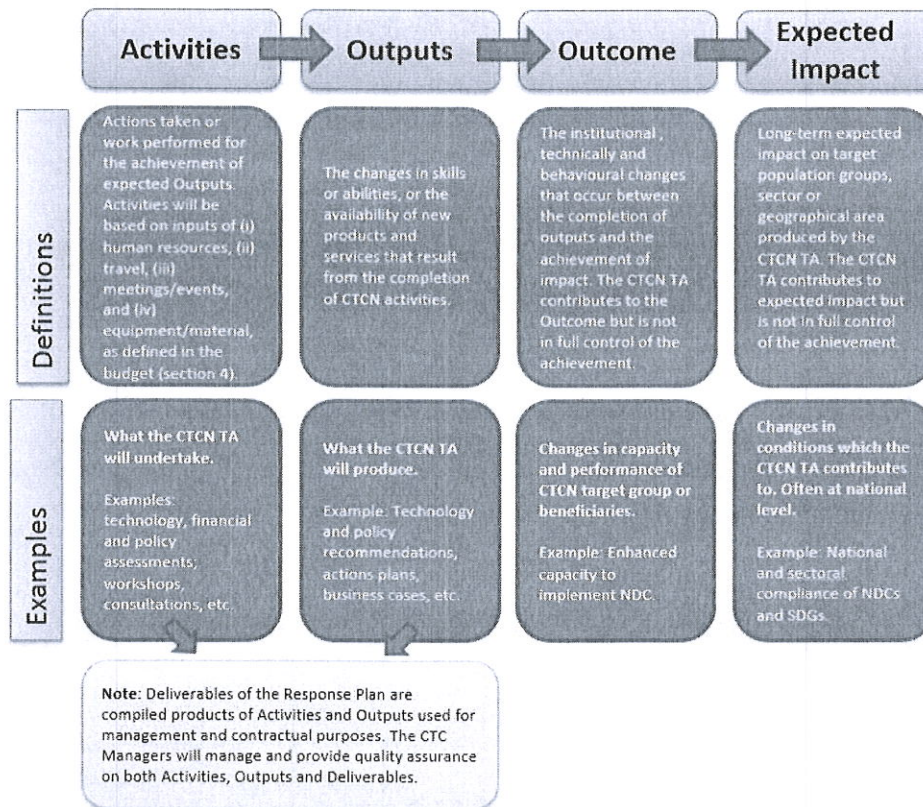 Activities
Outputs
Outcome
Expected
Impact
Definitions
Actions taken or
work performed for
the achievement of
expected Outputs.
Activities will be
based on inputs of (i)
human resources, (ii)
travel, (iii)
meetings/events,
and (iv)
equipment/material,
as defined in the
budget (section 4).
The changes in skills
or abilities, or the
availability of new
products and
services that result
from the completion
of CTCN activities.
The institutional ,
technically and
behavioural changes
that occur between
the completion of
outputs and the
achievement of
impact. The CTCN TA
contributes to the
Outcome but is not
in full control of the
achievement.
Long-term expected
impact on target
population groups,
sector or
geographical area
produced by the
CTCN TA. The CTCN
TA contributes to
expected impact but
is not in full control
of the achievement.
Examples
What the CTCN TA
will undertake.
Examples:
technology, financial
and policy
assessments;
workshops,
consultations, etc.
What the CTCN TA
will produce.
Example: Technology
and policy
recommendations,
actions plans,
business cases, etc.
Changes in capacity
and performance of
CTCN target group or
beneficiaries.
Example: Enhanced
capacity to
implement NDC.
Changes in
conditions which the
CTCN TA contributes
to. Often at national
level.
Example: National
and sectoral
compliance of NDCs
and SDGs.
Note: Deliverables of the Response Plan are
compiled products of Activities and Outputs used for
management and contractual purposes. The CTC
Managers will manage and provide quality assurance
on both Activities, Outputs and Deliverables.